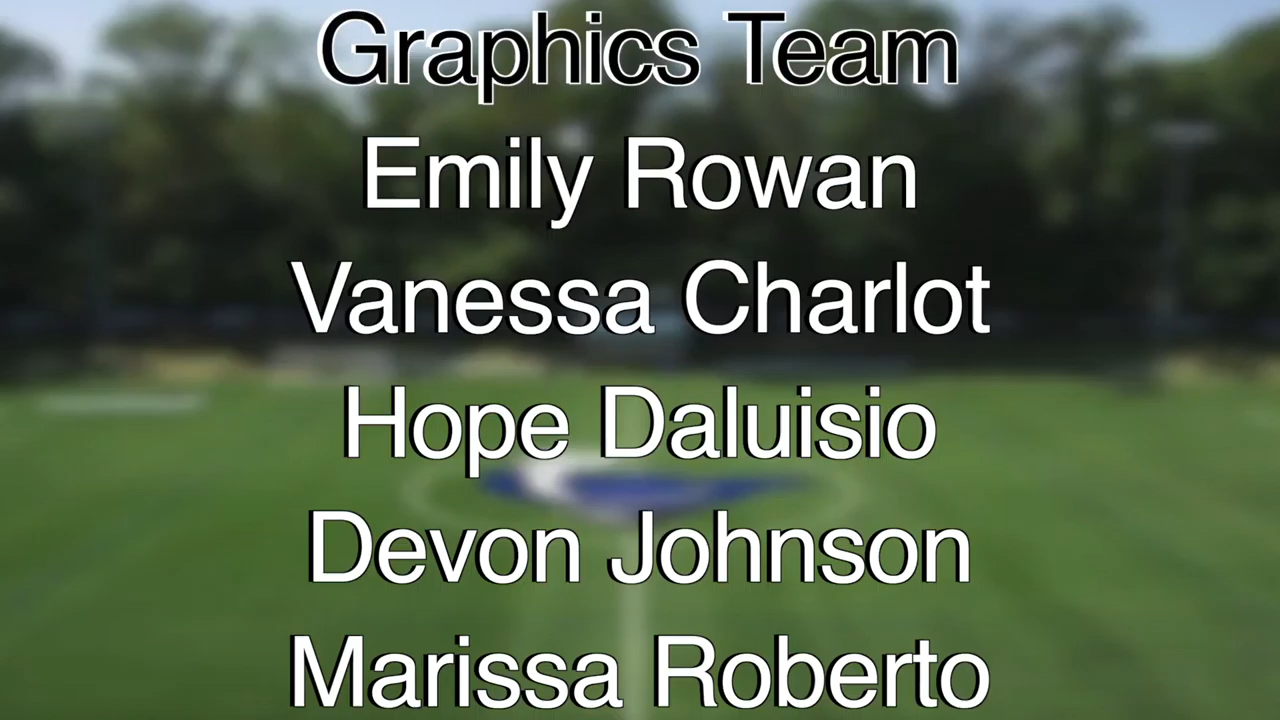 Graphics Team
Emily Rowan
Vanessa Charlot
Hope Daluisio
Devon Johnson
Marissa Roberto